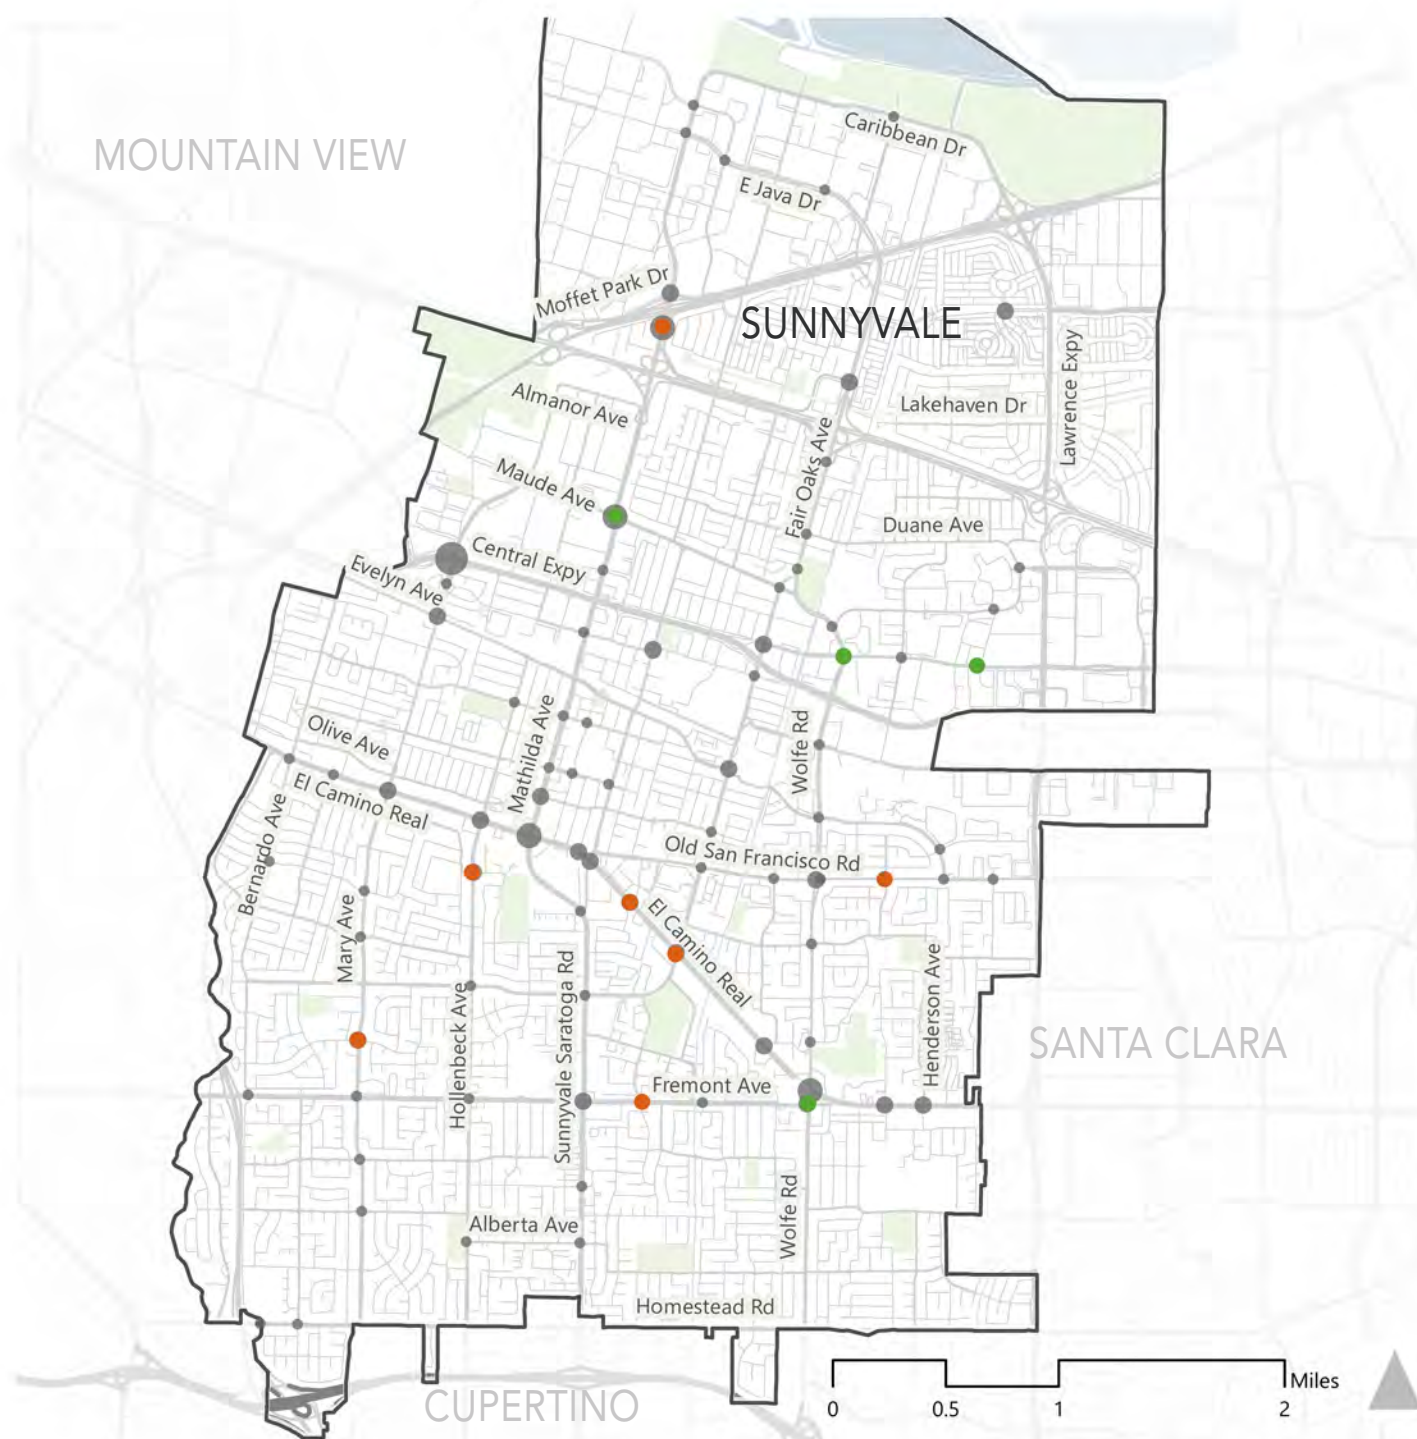 Caribbean Dr
MOUNTAIN VIEW
E Java Dr
Moffet Park Dr
SUNNYVALE
Lawrence Expy
Almanor Ave
Lakehaven Dr
Fair Oaks Ave
Maude Ave
Duane Ave
Central Expy
Evelyn Ave
Mathilda Ave
Wolfe Rd
Olive Ave
El Camino Real
Bernardo Ave
Old San Francisco Rd
Mary Ave
El Camino Real
Hollenbeck Ave
Sunnyvale Saratoga Rd
Henderson Ave
SANTA CLARA
Fremont Ave
Wolfe Rd
Alberta Ave
Homestead Rd
CUPERTINO
Miles
0 0.5 1 2